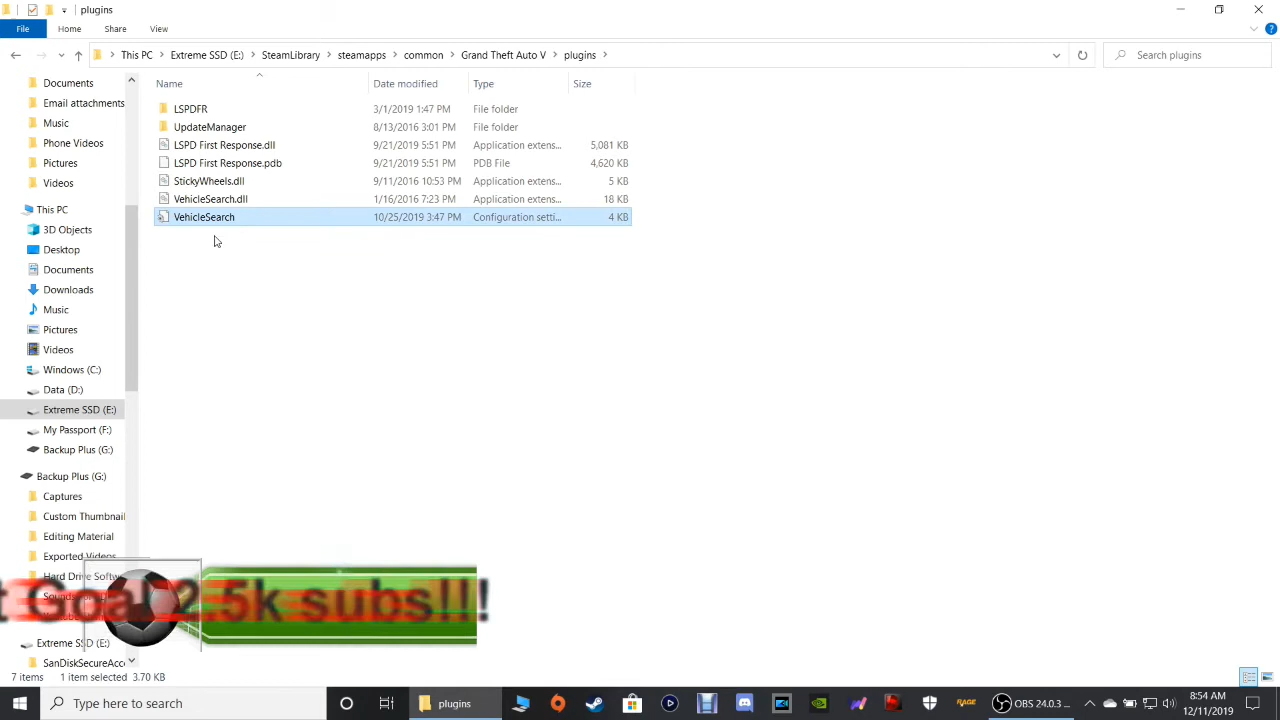 plugins
File
Home
Share
View
This PC
Extreme SSD (E:)
SteamLibrary
steamapps
common
Grand Theft Auto V
plugins
Search plugins
Name
Date modified
Type
Size
LSPDFR
3/1/2019 1:47 PM
File folder
UpdateManager
8/13/2016 3:01 PM
File folder
LSPD First Response.dll
9/21/2019 5:51 PM
Application extens...
5,081 KB
LSPD First Response.pdb
9/21/2019 5:51 PM
PDB File
4,620 KB
StickyWheels.dll
9/11/2016 10:53 PM
Application extens...
5 KB
VehicleSearch.dll
1/16/2016 7:23 PM
Application extens...
18 KB
VehicleSearch
10/25/2019 3:47 PM
Configuration setti...
4 KB
Documents
Email attachments
Music
Phone Videos
Pictures
Videos
This PC
3D Objects
Desktop
Documents
Downloads
Music
Pictures
Videos
Windows (C:)
Data (D:)
Extreme SSD (E:)
My Passport (F:)
Backup Plus (G:)
Backup Plus (G:)
Captures
Custom Thumbnail
Editing Material
Exported Videos
Hard Drive Softw
5k subs!!!
Extreme SSD (E:)
SanDiskSecureAcce
7 items
1 item selected
3.70 KB
Type here to search
plugins
RAGE
OBS 24.0.3 ...
8:54 AM
12/11/2019